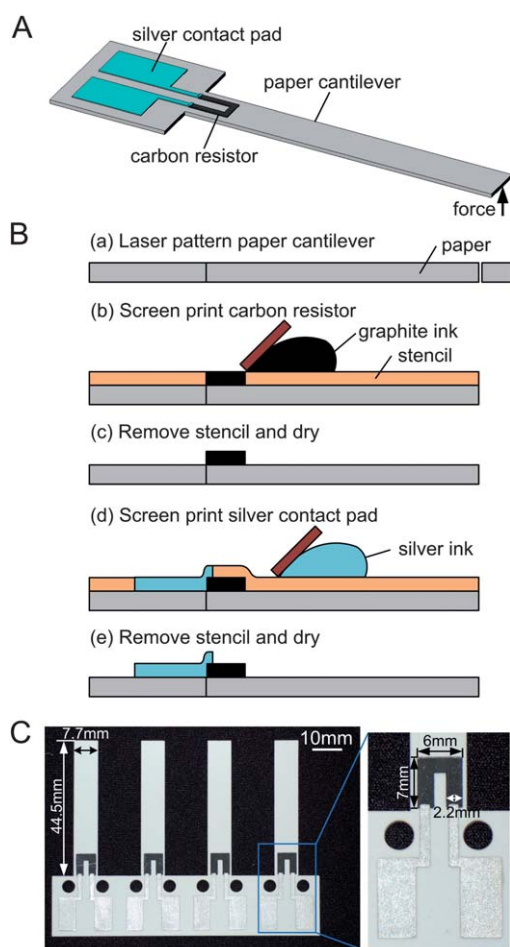 A
silver contact pad
paper cantilever
carbon resistor
force
B
(a) Laser pattern paper cantilever
paper
(b) Screen print carbon resistor
graphite ink
stencil
(c) Remove stencil and dry
(d) Screen print silver contact pad
silver ink
(e) Remove stencil and dry
C
7.7mm
10mm
44.5mm
6mm
7mm
2.2mm